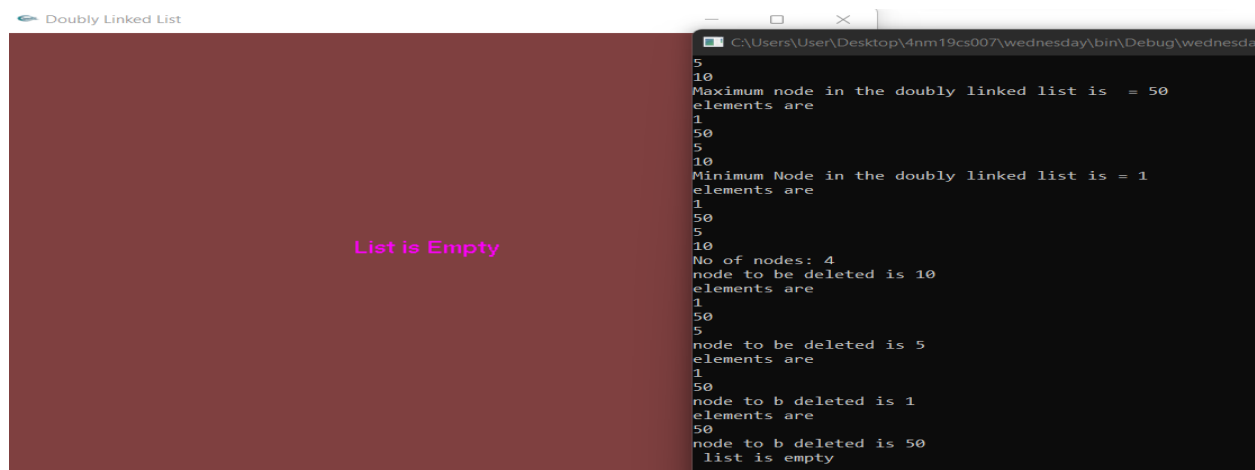 Doubly Linked List
List is Empty
C:\Users\User\Desktop\4nm19cs007\wednesday\bin\Debug\wednesda
5
10
Maximum node in the doubly linked list is  = 50
elements are
1
50
5
10
Minimum Node in the doubly linked list is = 1
elements are
1
50
5
10
No of nodes: 4
node to be deleted is 10
elements are
1
50
5
node to be deleted is 5
elements are
1
50
node to b deleted is 1
elements are
50
node to b deleted is 50
list is empty